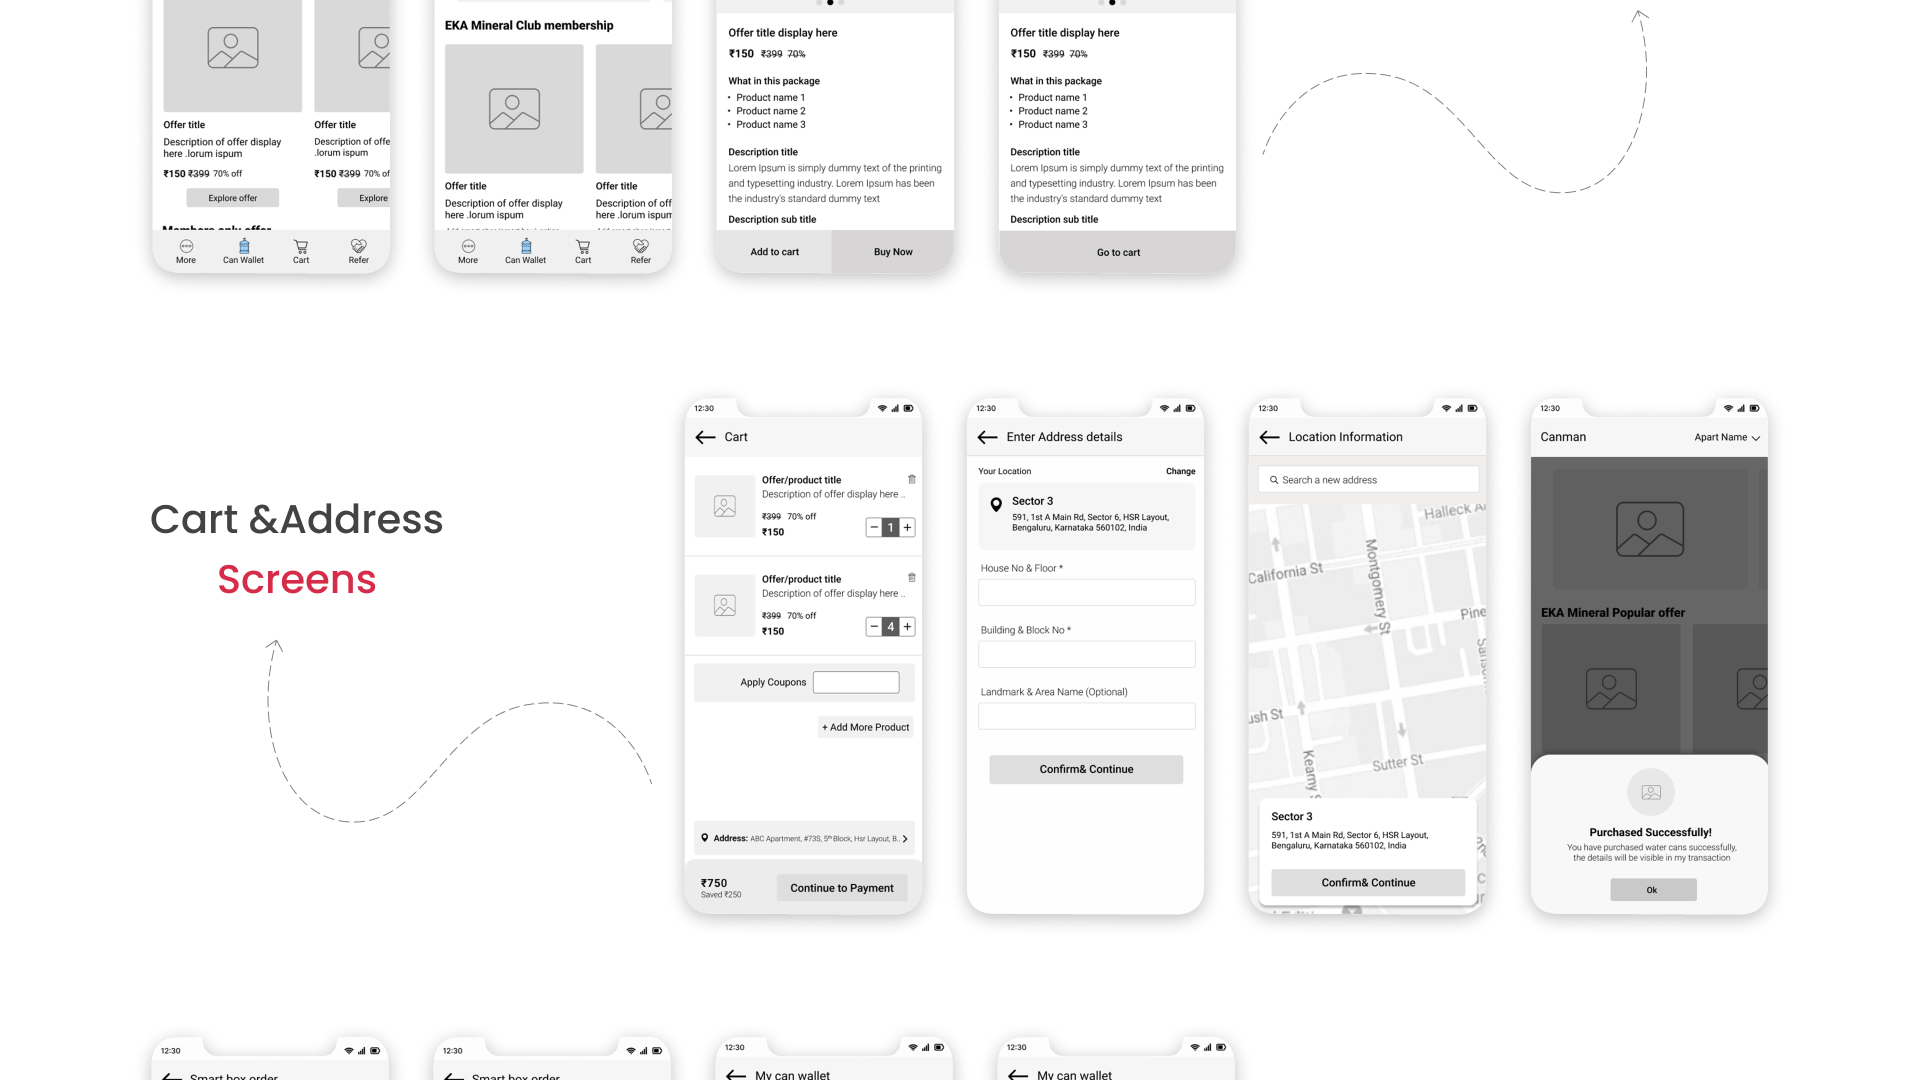 Offer title
Description of offer display
here .lorum ispum
₹150 ₹399 70% off
Explore offer
Offer title
Description of offe
.lorum ispum
₹150 ₹399 70% of
Explore
Members only offer
More
Can Wallet
Cart
Refer
EKA Mineral Club membership
Offer title
Description of offer display
here .lorum ispum
Offer title
Description of off
here .lorum ispum
More
Can Wallet
Cart
Refer
Offer title display here
₹150 ₹399 70%
What in this package
• Product name 1
• Product name 2
• Product name 3
Description title
Lorem Ipsum is simply dummy text of the printing
and typesetting industry. Lorem Ipsum has been
the industry's standard dummy text
Description sub title
Add to cart
Buy Now
Offer title display here
₹150 ₹399 70%
What in this package
• Product name 1
• Product name 2
• Product name 3
Description title
Lorem Ipsum is simply dummy text of the printing
and typesetting industry. Lorem Ipsum has been
the industry's standard dummy text
Description sub title
Go to cart
Cart &Address
Screens
12:30
Cart
Offer/product title
Description of offer display here ..
₹399 70% off
₹150
− 1 +
Offer/product title
Description of offer display here ..
₹399 70% off
₹150
− 4 +
Apply Coupons
+ Add More Product
Address: ABC Apartment, #73S, 5th Block, Hsr Layout, B..
₹750
Saved ₹250
Continue to Payment
12:30
Enter Address details
Your Location
Change
Sector 3
591, 1st A Main Rd, Sector 6, HSR Layout,
Bengaluru, Karnataka 560102, India
House No & Floor *
Building & Block No *
Landmark & Area Name (Optional)
Confirm& Continue
12:30
Location Information
Search a new address
Halleck A
California St
Montgomery St
Pine
Sansom
ush St
Kearny S
Sutter St
Sector 3
591, 1st A Main Rd, Sector 6, HSR Layout,
Bengaluru, Karnataka 560102, India
Confirm& Continue
12:30
Canman
Apart Name
EKA Mineral Popular offer
Purchased Successfully!
You have purchased water cans successfully,
the details will be visible in my transaction
Ok
12:30
Smart box order
12:30
Smart box order
12:30
My can wallet
12:30
My can wallet